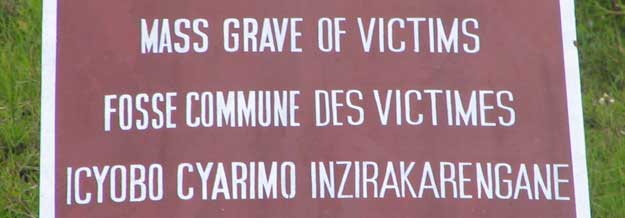 MASS GRAVE OF VICTIMS
FOSSE COMMUNE DES VICTIMES
ICYOBO CYARIMO INZIRAKARENGANE